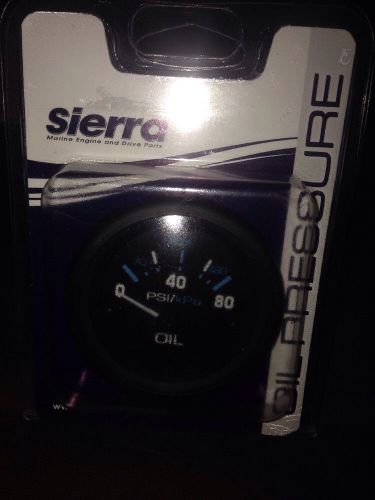 sierra
Marine Engine and Drive Parts
OIL PRESSURE
0 40 80
PSI/kPa
OIL